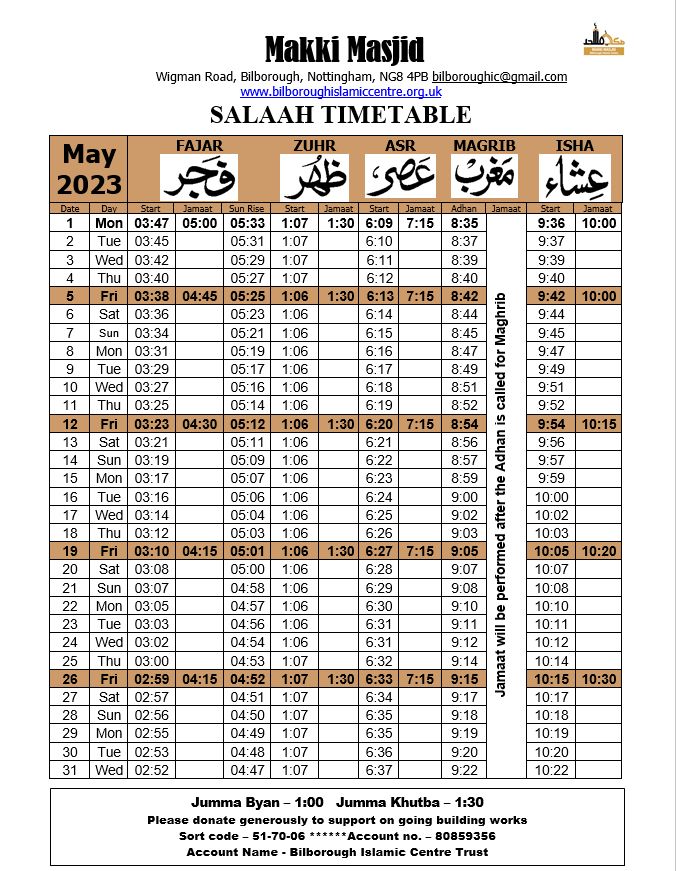 Makki Masjid
Wigman Road, Bilborough, Nottingham, NG8 4PB bilboroughic@gmail.com
www.bilboroughislamiccentre.org.uk
SALAAH TIMETABLE
May 2023 FAJAR ZUHR ASR MAGRIB ISHA
فَجَر ظُهُر عَصَر مَغْرِب عِشَاء
Date Day Start Jamaat Sun Rise Start Jamaat Start Jamaat Adhan Jamaat Start Jamaat
1 Mon 03:47 05:00 05:33 1:07 1:30 6:09 7:15 8:35 9:36 10:00
2 Tue 03:45 05:31 1:07 6:10 8:37 9:37
3 Wed 03:42 05:29 1:07 6:11 8:39 9:39
4 Thu 03:40 05:27 1:07 6:12 8:40 9:40
5 Fri 03:38 04:45 05:25 1:06 1:30 6:13 7:15 8:42 9:42 10:00
6 Sat 03:36 05:23 1:06 6:14 8:44 9:44
7 Sun 03:34 05:21 1:06 6:15 8:45 9:45
8 Mon 03:31 05:19 1:06 6:16 8:47 9:47
9 Tue 03:29 05:17 1:06 6:17 8:49 9:49
10 Wed 03:27 05:16 1:06 6:18 8:51 9:51
11 Thu 03:25 05:14 1:06 6:19 8:52 9:52
12 Fri 03:23 04:30 05:12 1:06 1:30 6:20 7:15 8:54 9:54 10:15
13 Sat 03:21 05:11 1:06 6:21 8:56 9:56
14 Sun 03:19 05:09 1:06 6:22 8:57 9:57
15 Mon 03:17 05:07 1:06 6:23 8:59 9:59
16 Tue 03:16 05:06 1:06 6:24 9:00 10:00
17 Wed 03:14 05:04 1:06 6:25 9:02 10:02
18 Thu 03:12 05:03 1:06 6:26 9:03 10:03
19 Fri 03:10 04:15 05:01 1:06 1:30 6:27 7:15 9:05 10:05 10:20
20 Sat 03:08 05:00 1:06 6:28 9:07 10:07
21 Sun 03:07 04:58 1:06 6:29 9:08 10:08
22 Mon 03:05 04:57 1:06 6:30 9:10 10:10
23 Tue 03:03 04:56 1:06 6:31 9:11 10:11
24 Wed 03:02 04:54 1:06 6:31 9:12 10:12
25 Thu 03:00 04:53 1:07 6:32 9:14 10:14
26 Fri 02:59 04:15 04:52 1:07 1:30 6:33 7:15 9:15 10:15 10:30
27 Sat 02:57 04:51 1:07 6:34 9:17 10:17
28 Sun 02:56 04:50 1:07 6:35 9:18 10:18
29 Mon 02:55 04:49 1:07 6:35 9:19 10:19
30 Tue 02:53 04:48 1:07 6:36 9:20 10:20
31 Wed 02:52 04:47 1:07 6:37 9:22 10:22
Jamaat will be performed after the Adhan is called for Maghrib
Jumma Byan – 1:00 Jumma Khutba – 1:30
Please donate generously to support on going building works
Sort code – 51-70-06 ******Account no. – 80859356
Account Name - Bilborough Islamic Centre Trust